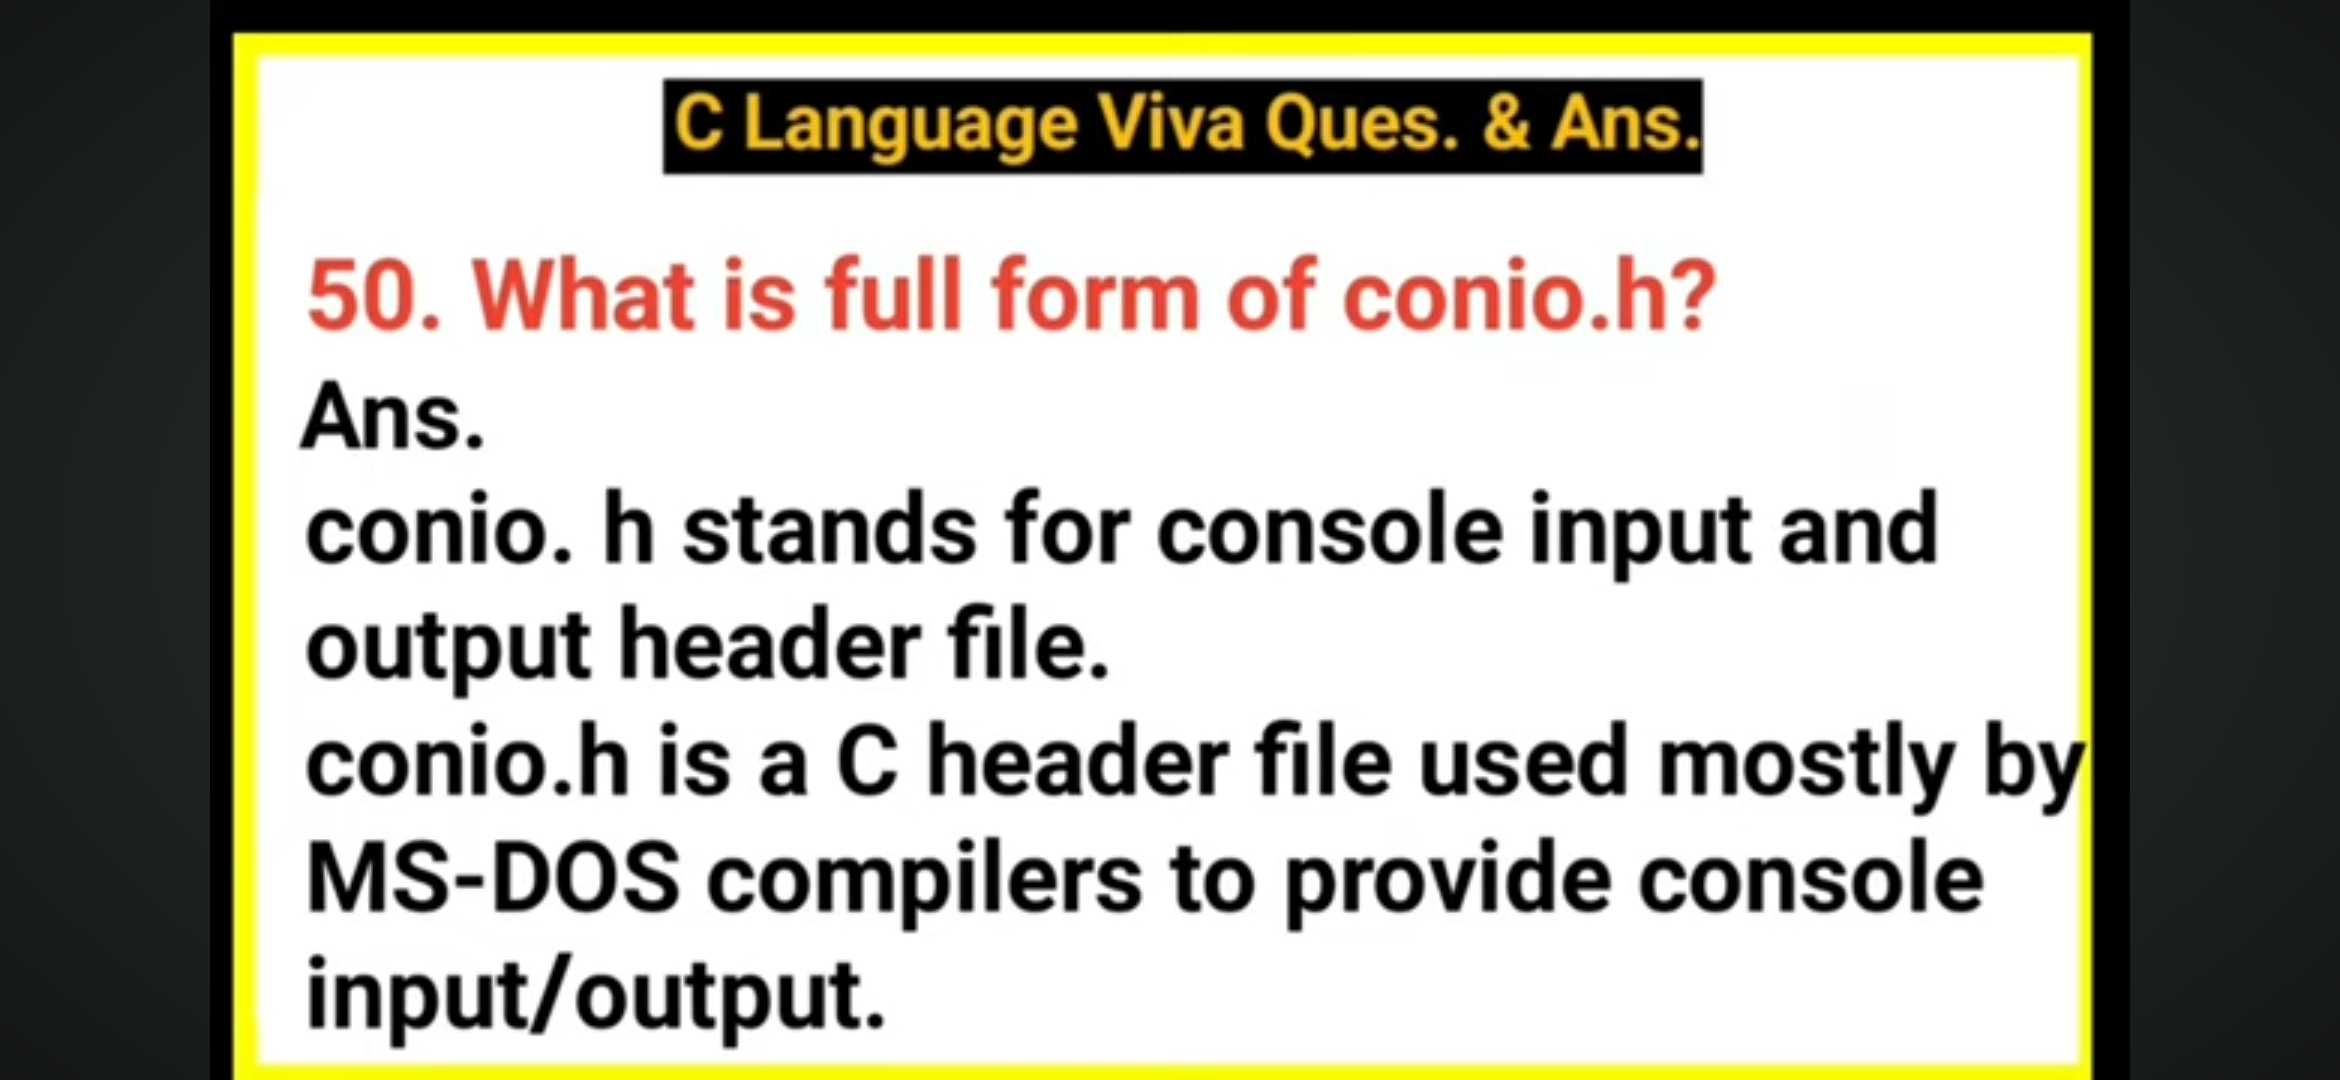 C Language Viva Ques. & Ans.
50. What is full form of conio.h?
Ans.
conio. h stands for console input and
output header file.
conio.h is a C header file used mostly by
MS-DOS compilers to provide console
input/output.